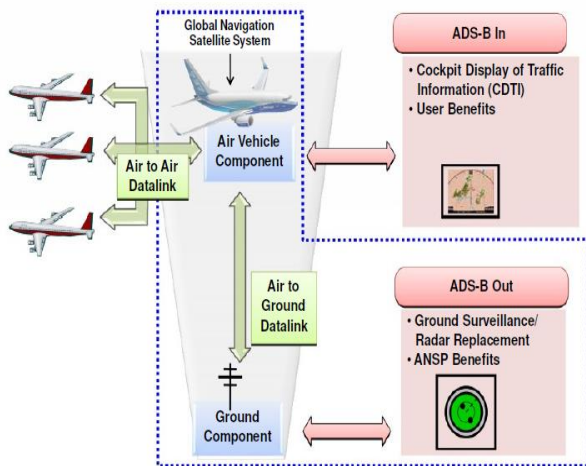 Global Navigation
Satellite System
ADS-B In
• Cockpit Display of Traffic
Information (CDTI)
• User Benefits
Air Vehicle
Component
Air to Air
Datalink
Air to
Ground
Datalink
ADS-B Out
• Ground Surveillance/
Radar Replacement
• ANSP Benefits
Ground
Component